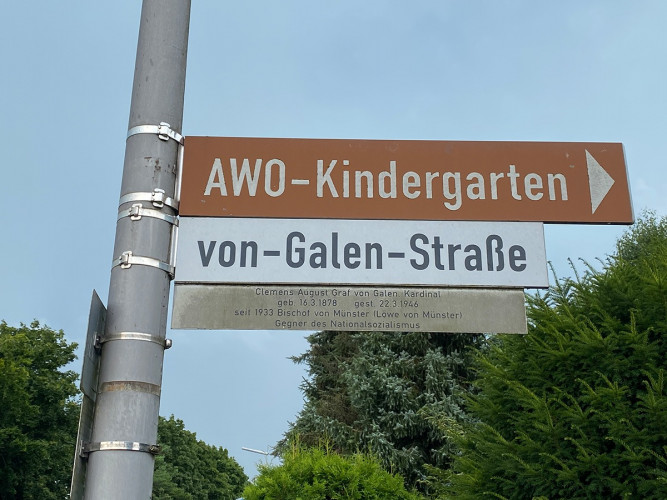 AWO-Kindergarten
von-Galen-Straße
Clemens August Graf von Galen, Kardinal
geb. 16.3.1878 gest. 22.3.1946
seit 1933 Bischof von Münster (Löwe von Münster)
Gegner des Nationalsozialismus